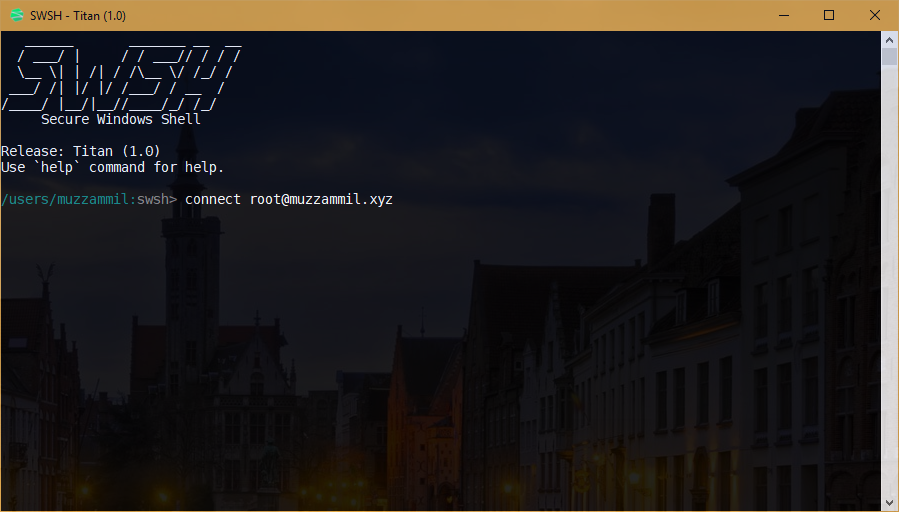 SWSH - Titan (1.0)
SWSH
Secure Windows Shell
Release: Titan (1.0)
Use `help` command for help.
/users/muzzammil:swsh> connect root@muzzammil.xyz